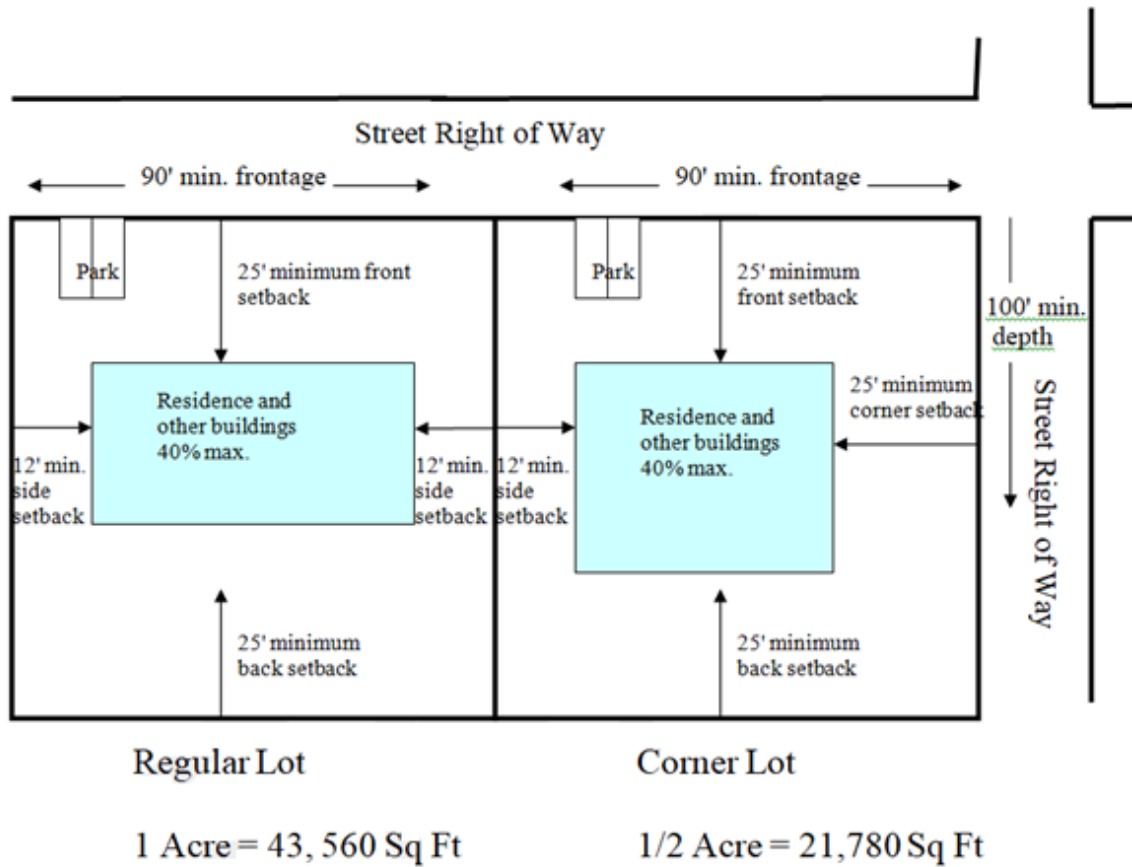 Street Right of Way
90' min. frontage
90' min. frontage
Park
25' minimum front
setback
Park
25' minimum
front setback
100' min.
depth
Residence and
other buildings
40% max.
Residence and
other buildings
40% max.
25' minimum
corner setback
Street Right of Way
12' min.
side
setback
12' min.
side
setback
12' min.
side
setback
25' minimum
back setback
25' minimum
back setback
Regular Lot
Corner Lot
1 Acre = 43, 560 Sq Ft
1/2 Acre = 21,780 Sq Ft